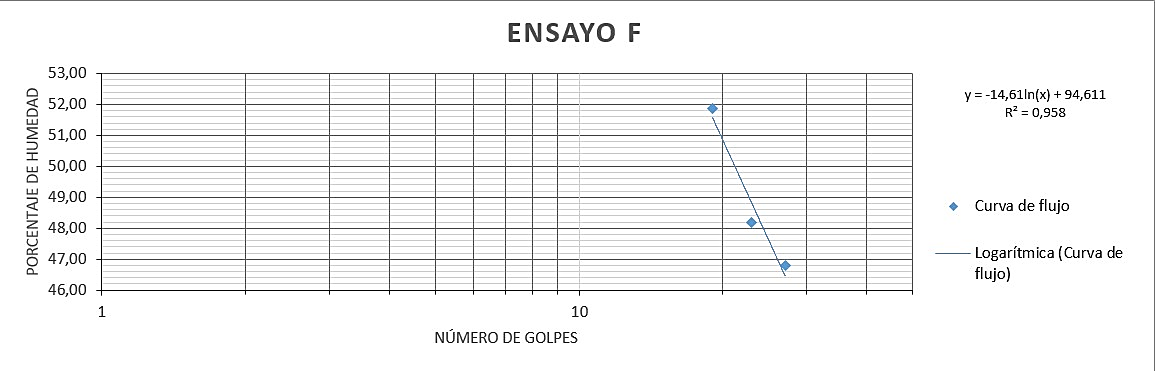 ENSAYO F
53,00
52,00
51,00
50,00
49,00
48,00
47,00
46,00
PORCENTAJE DE HUMEDAD
1
10
NÚMERO DE GOLPES
y = -14,61ln(x) + 94,611
R² = 0,958
Curva de flujo
Logarítmica (Curva de
flujo)